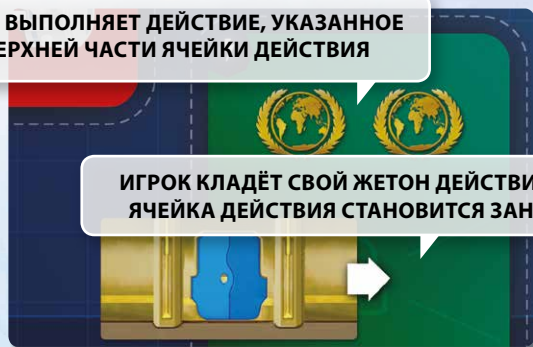 ВЫПОЛНЯЕТ ДЕЙСТВИЕ, УКАЗАННОЕ
ЕРХНЕЙ ЧАСТИ ЯЧЕЙКИ ДЕЙСТВИЯ
ИГРОК КЛАДЁТ СВОЙ ЖЕТОН ДЕЙСТВИ
ЯЧЕЙКА ДЕЙСТВИЯ СТАНОВИТСЯ ЗАН